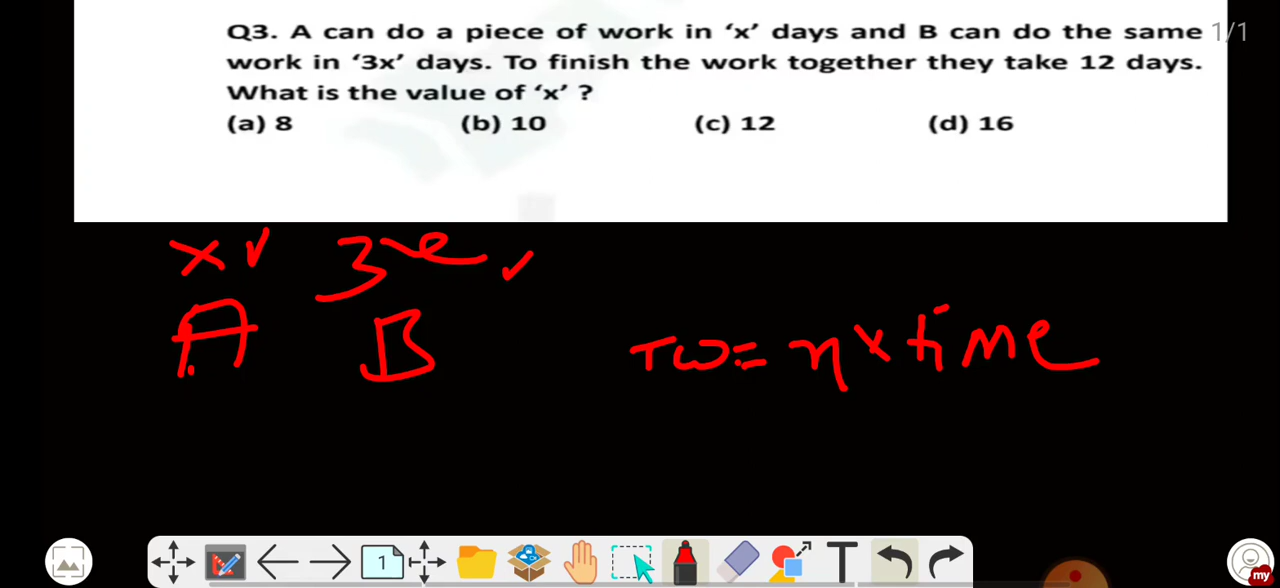 Q3. A can do a piece of work in ‘x’ days and B can do the same
1/1
work in ‘3x’ days. To finish the work together they take 12 days.
What is the value of ‘x’ ?
(a) 8 (b) 10 (c) 12 (d) 16
x ✓ 3x ✓
A B
TW = η × time
1
T
my